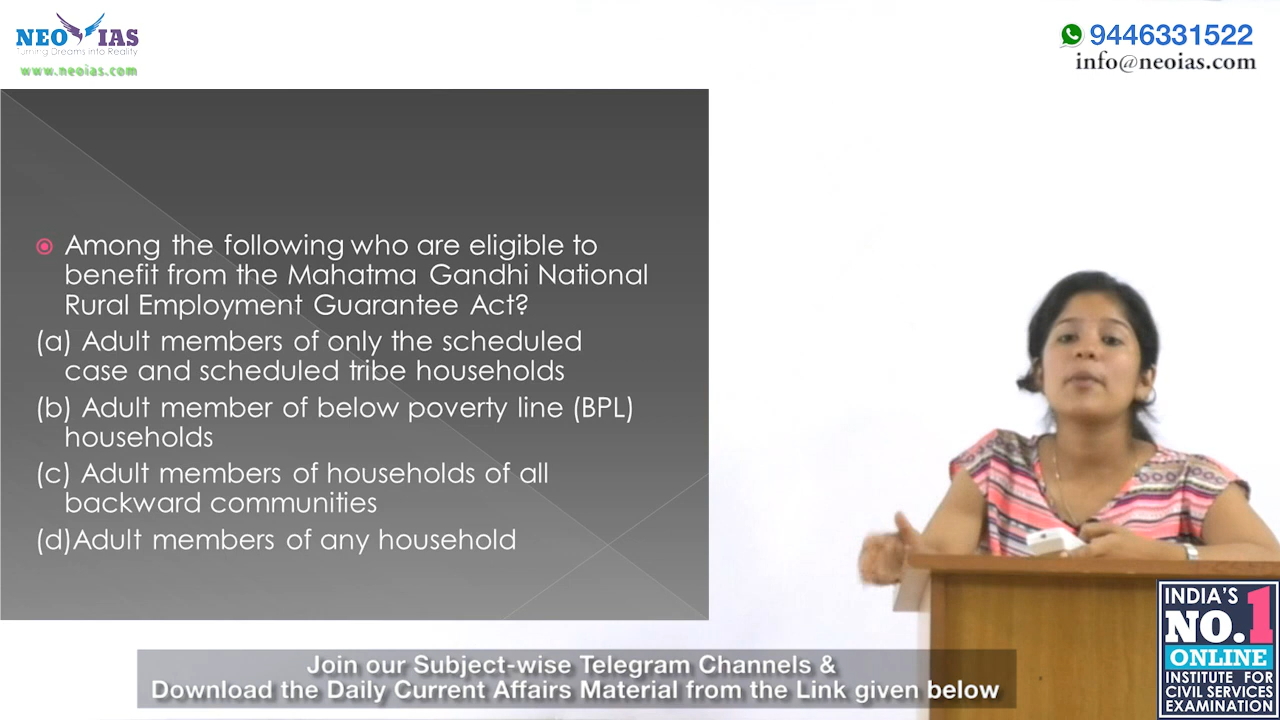 NEO IAS
Turning Dreams into Reality
www.neoias.com
9446331522
info@neoias.com
Among the following who are eligible to
benefit from the Mahatma Gandhi National
Rural Employment Guarantee Act?
(a) Adult members of only the scheduled
case and scheduled tribe households
(b) Adult member of below poverty line (BPL)
households
(c) Adult members of households of all
backward communities
(d)Adult members of any household
INDIA'S
NO.1
ONLINE
INSTITUTE FOR
CIVIL SERVICES
EXAMINATION
Join our Subject-wise Telegram Channels &
Download the Daily Current Affairs Material from the Link given below